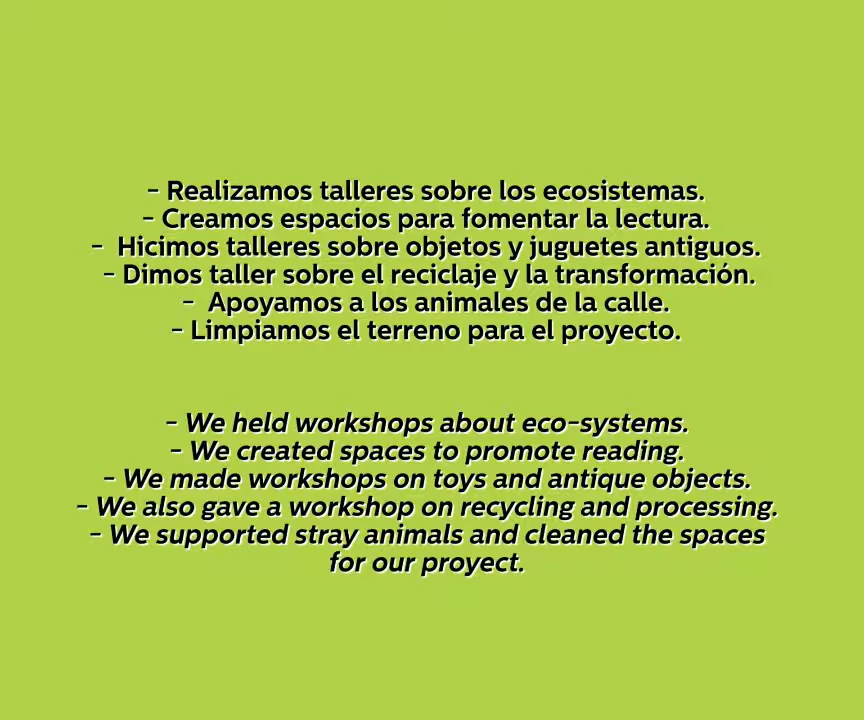 - Realizamos talleres sobre los ecosistemas.
- Creamos espacios para fomentar la lectura.
- Hicimos talleres sobre objetos y juguetes antiguos.
- Dimos taller sobre el reciclaje y la transformación.
- Apoyamos a los animales de la calle.
- Limpiamos el terreno para el proyecto.
- We held workshops about eco-systems.
- We created spaces to promote reading.
- We made workshops on toys and antique objects.
- We also gave a workshop on recycling and processing.
- We supported stray animals and cleaned the spaces
for our proyect.